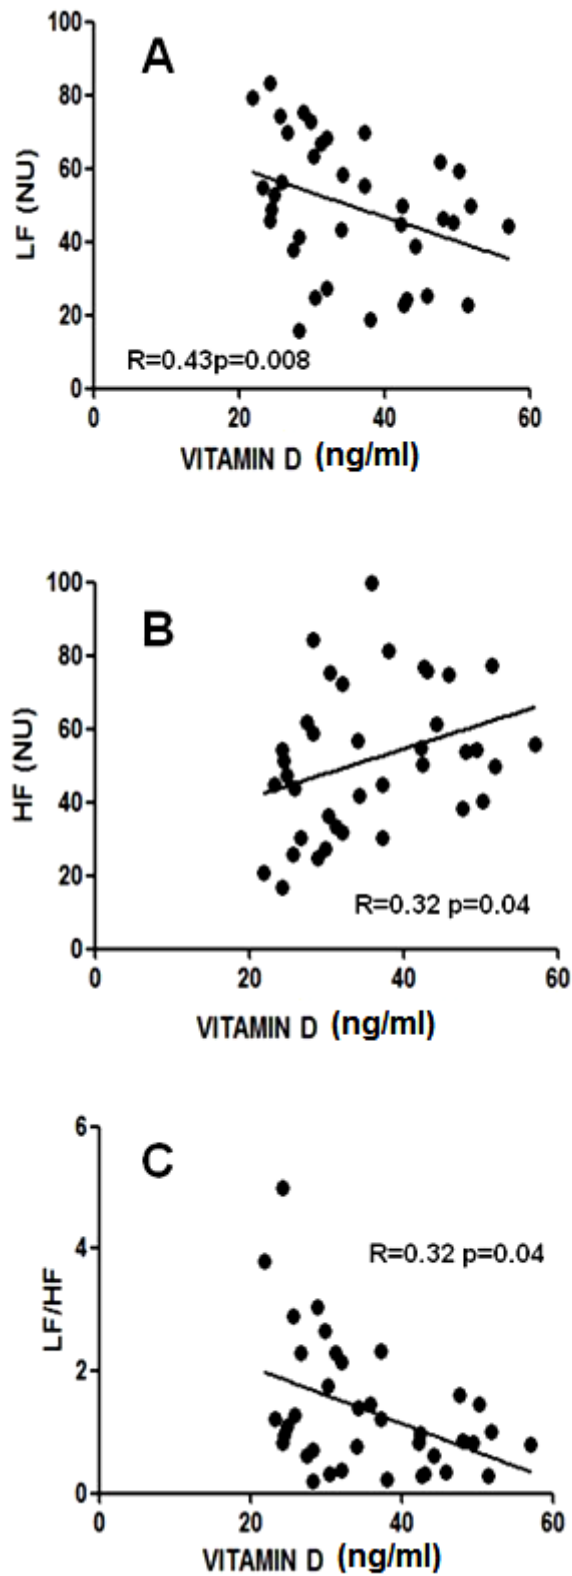 A
100
80
60
40
20
0
LF (NU)
R=0.43p=0.008
0 20 40 60
VITAMIN D (ng/ml)
B
100
80
60
40
20
0
HF (NU)
R=0.32 p=0.04
0 20 40 60
VITAMIN D (ng/ml)
C
6
4
2
0
LF/HF
R=0.32 p=0.04
0 20 40 60
VITAMIN D (ng/ml)